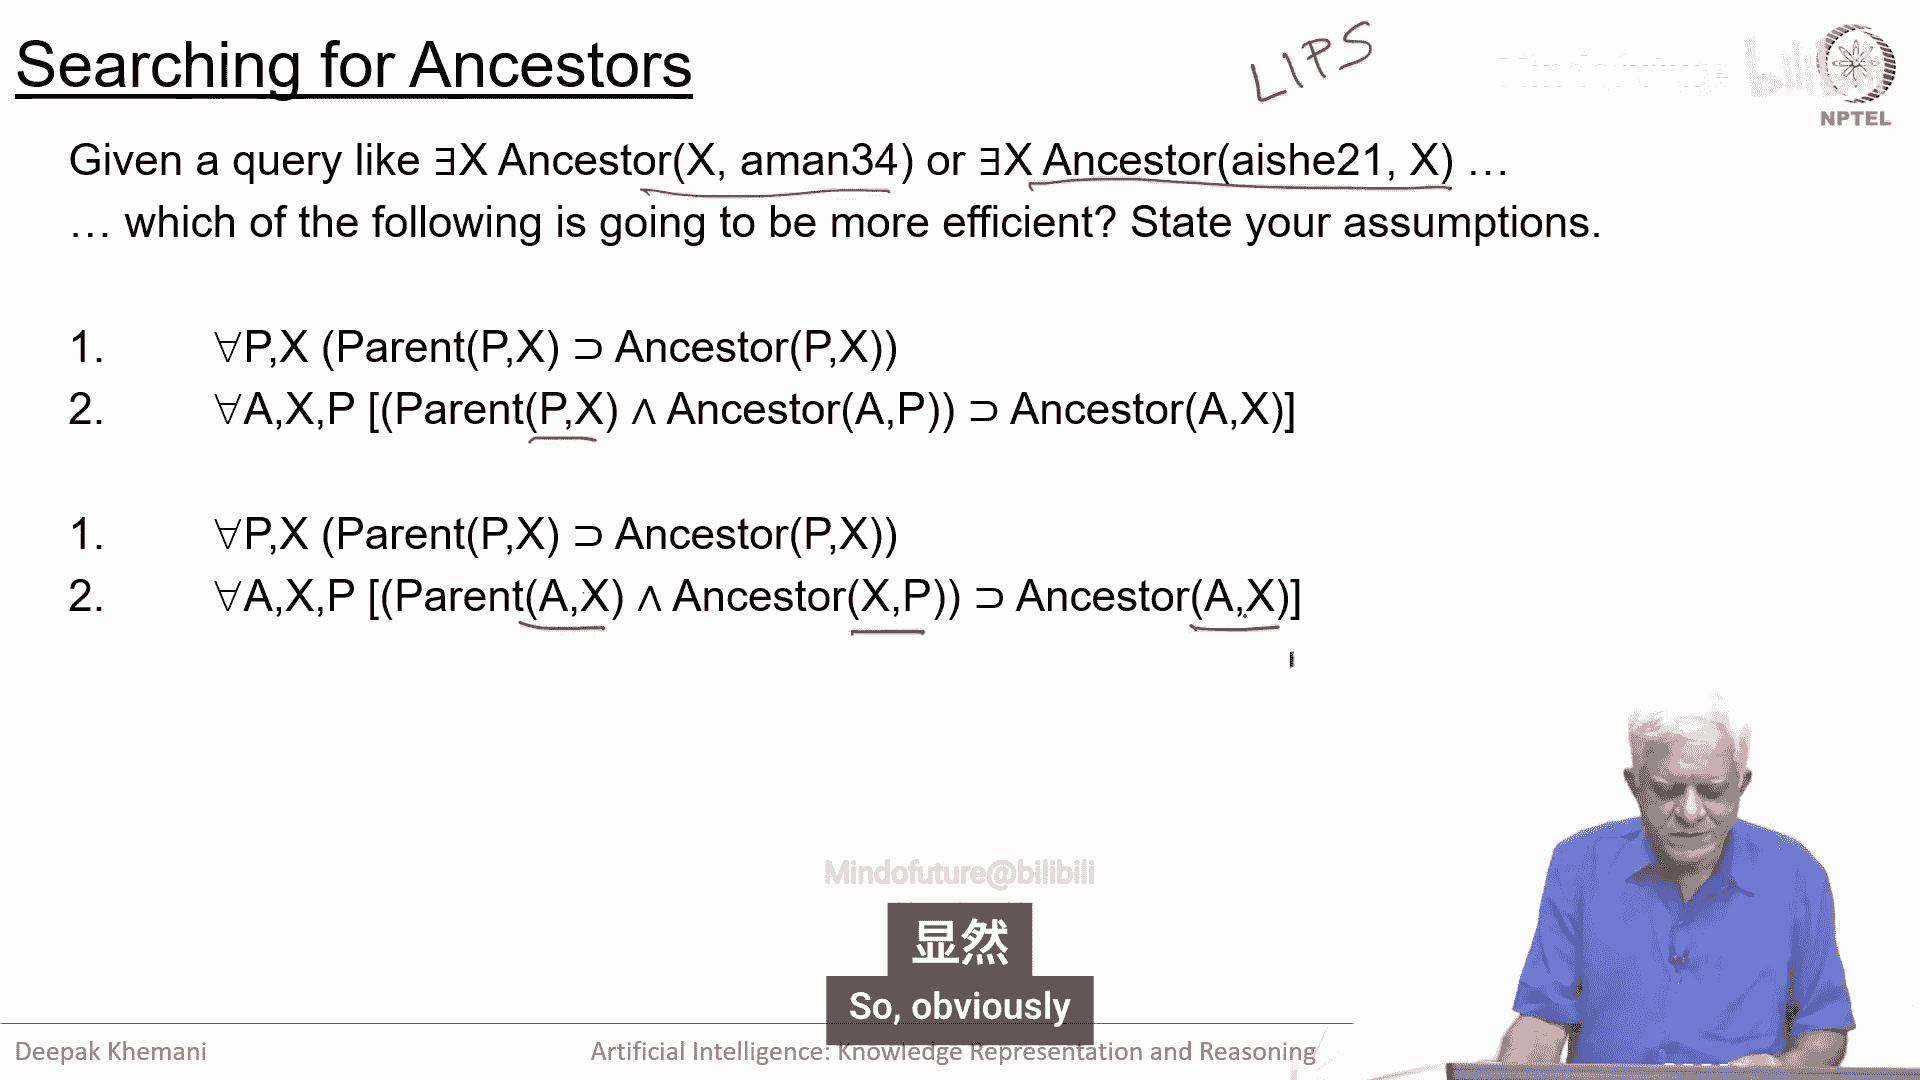 Searching for Ancestors
LIPS
NPTEL
Given a query like ∃X Ancestor(X, aman34) or ∃X Ancestor(aishe21, X) …
… which of the following is going to be more efficient? State your assumptions.
1. ∀P,X (Parent(P,X) ⊃ Ancestor(P,X))
2. ∀A,X,P [(Parent(P,X) ∧ Ancestor(A,P)) ⊃ Ancestor(A,X)]
1. ∀P,X (Parent(P,X) ⊃ Ancestor(P,X))
2. ∀A,X,P [(Parent(A,X) ∧ Ancestor(X,P)) ⊃ Ancestor(A,X)]
Mindofuture@bilibili
显然
So, obviously
Deepak Khemani
Artificial Intelligence: Knowledge Representation and Reasoning